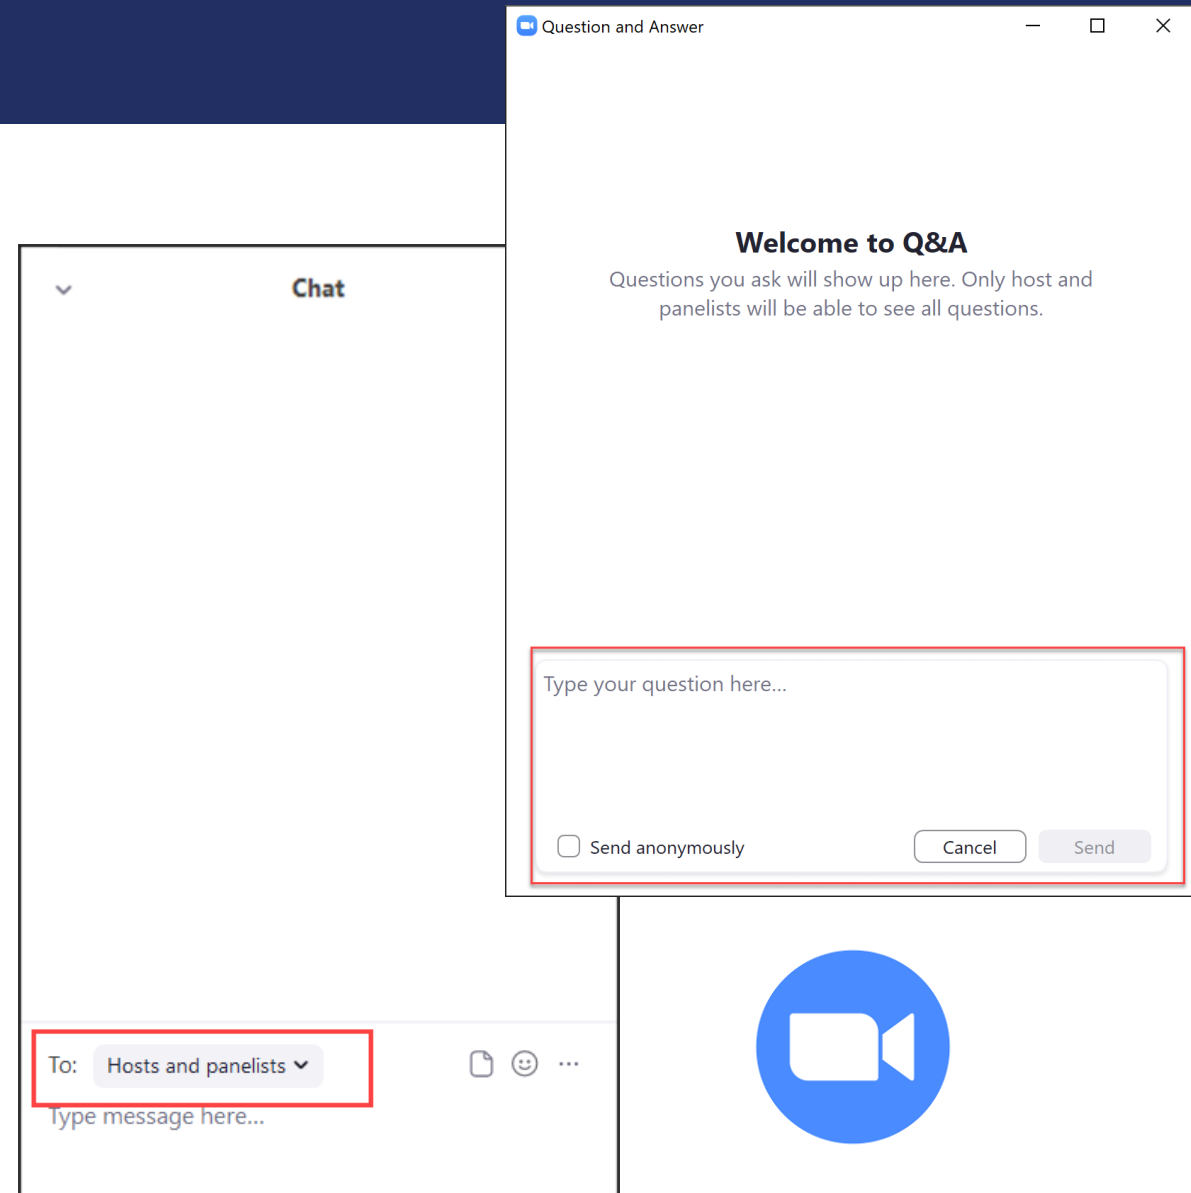 Question and Answer
Welcome to Q&A
Questions you ask will show up here. Only host and
panelists will be able to see all questions.
Type your question here...
Send anonymously
Cancel
Send
Chat
To:
Hosts and panelists
Type message here...